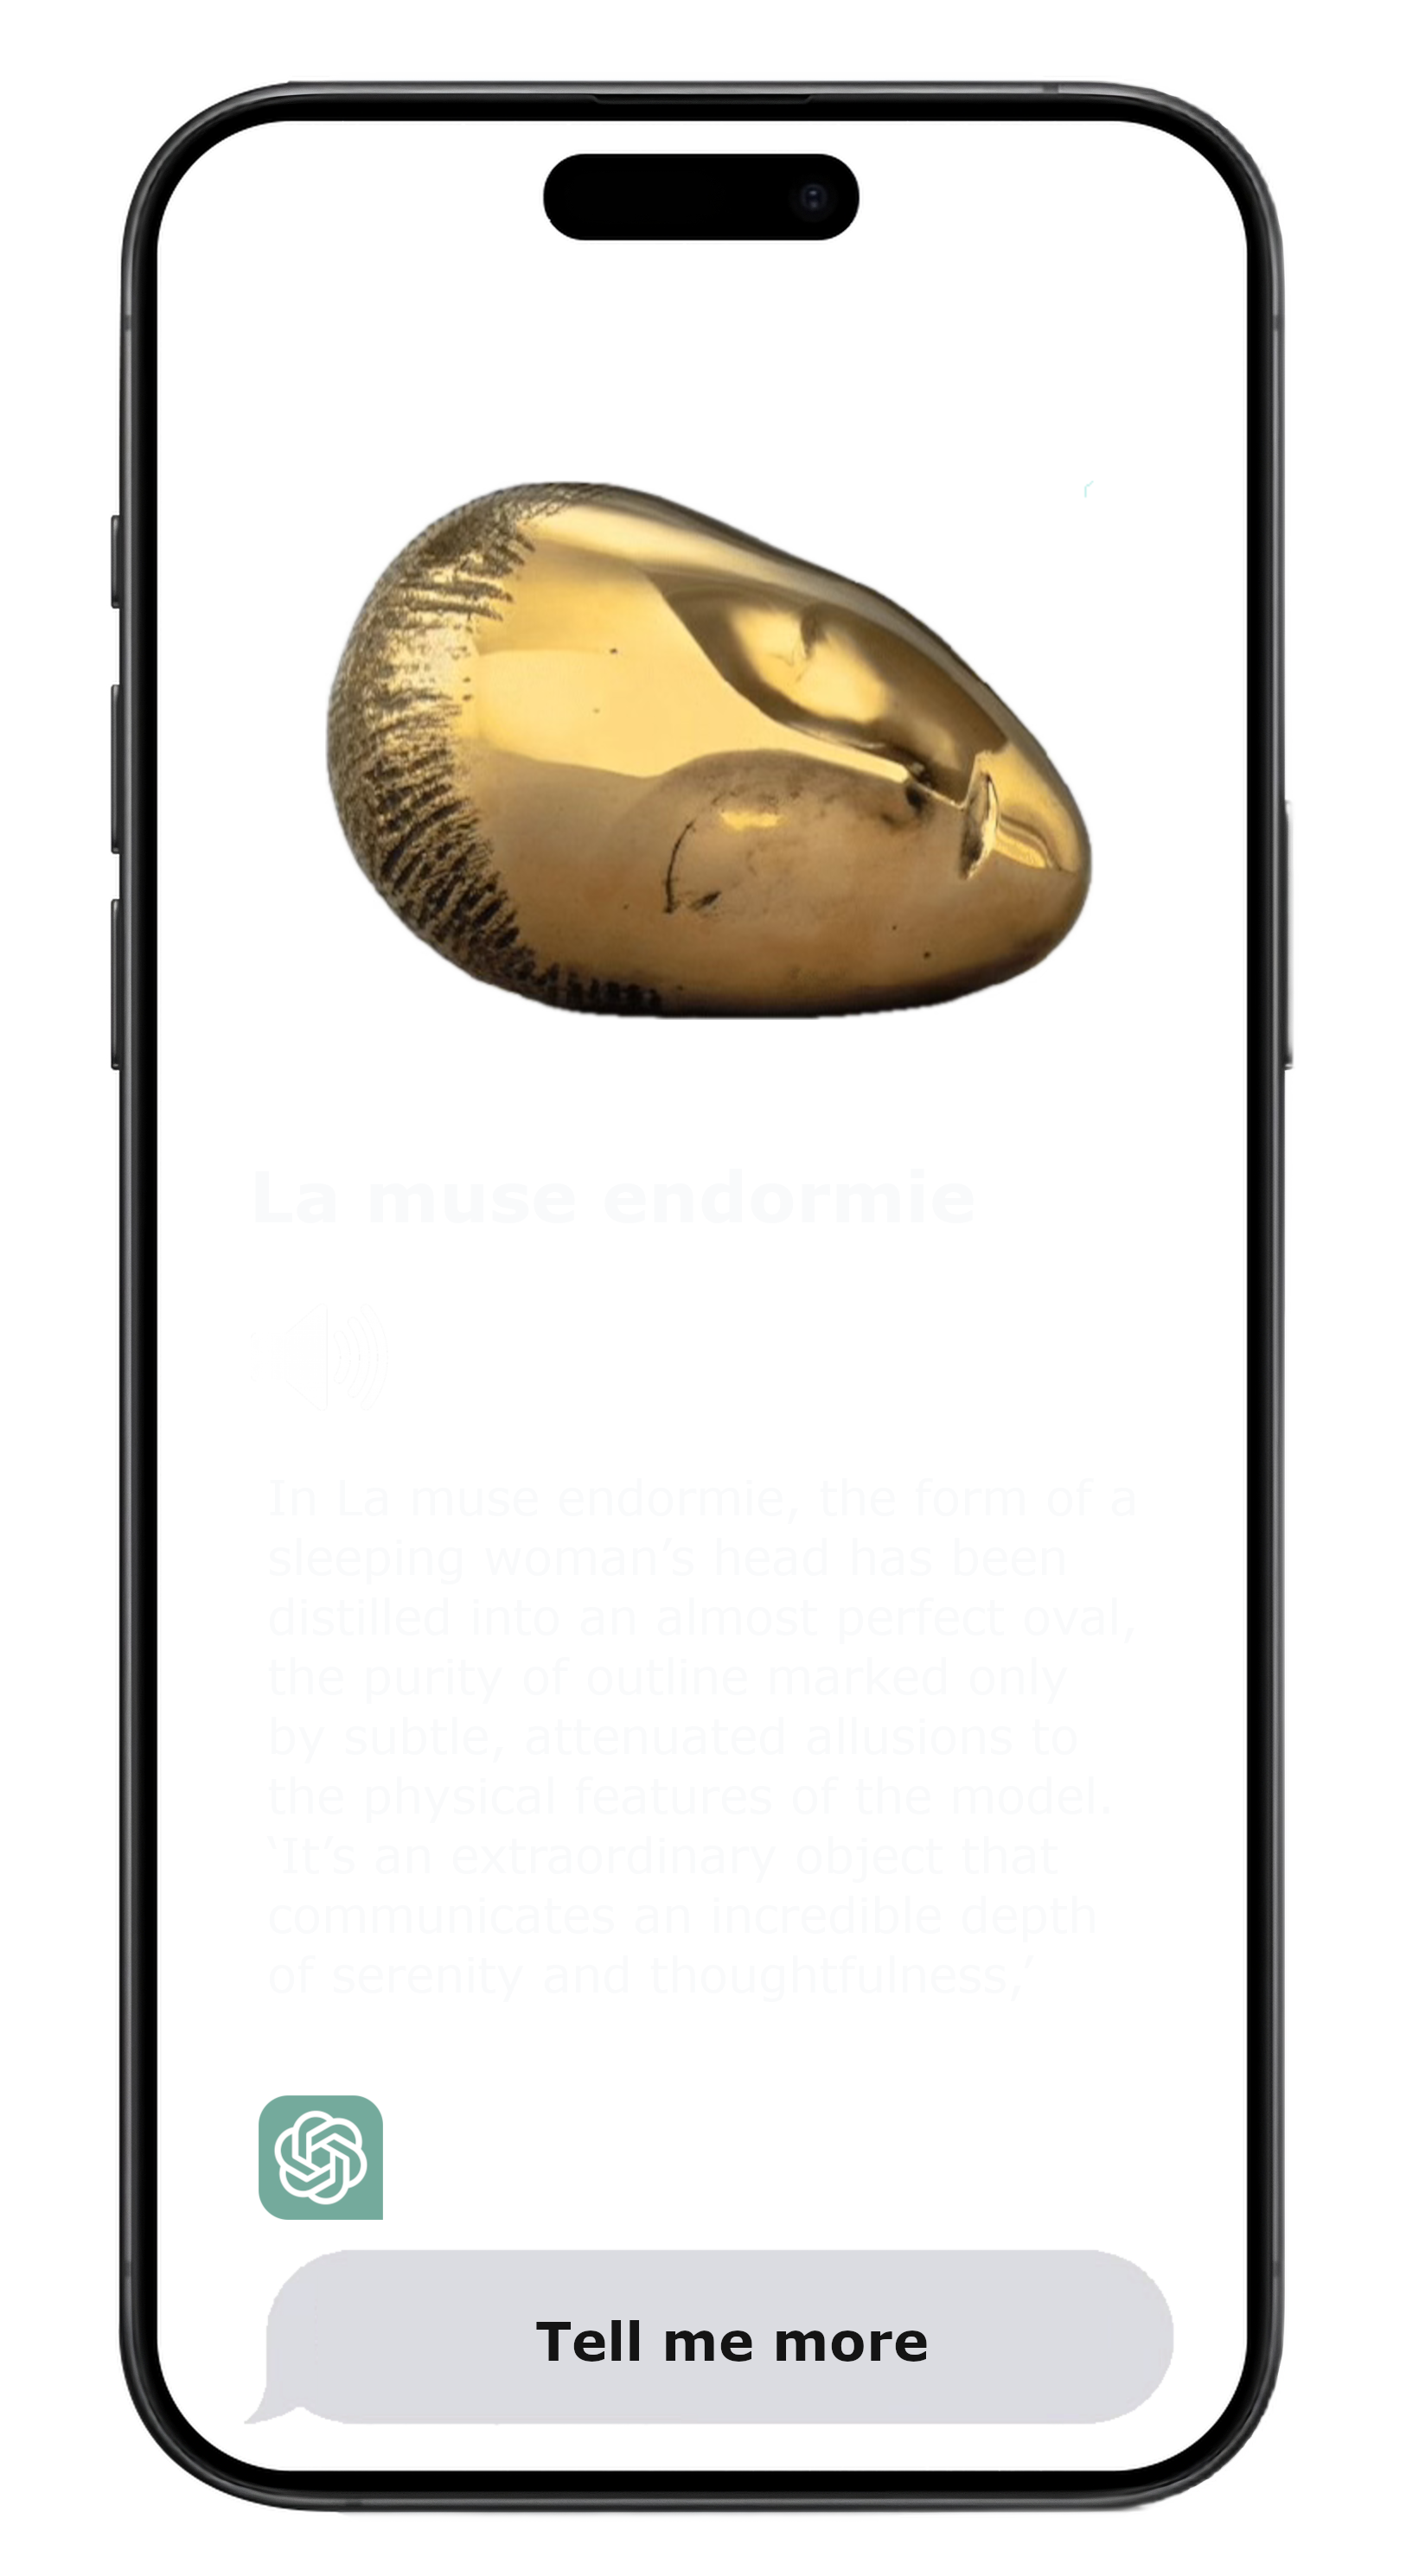 La muse endormie
In La muse endormie, the form of a
sleeping woman’s head has been
distilled into an almost perfect oval,
the purity of outline marked only
by subtle, attenuated allusions to
the physical features of the model.
‘It’s an extraordinary object that
communicates an incredible depth
of serenity and thoughtfulness,’
Tell me more